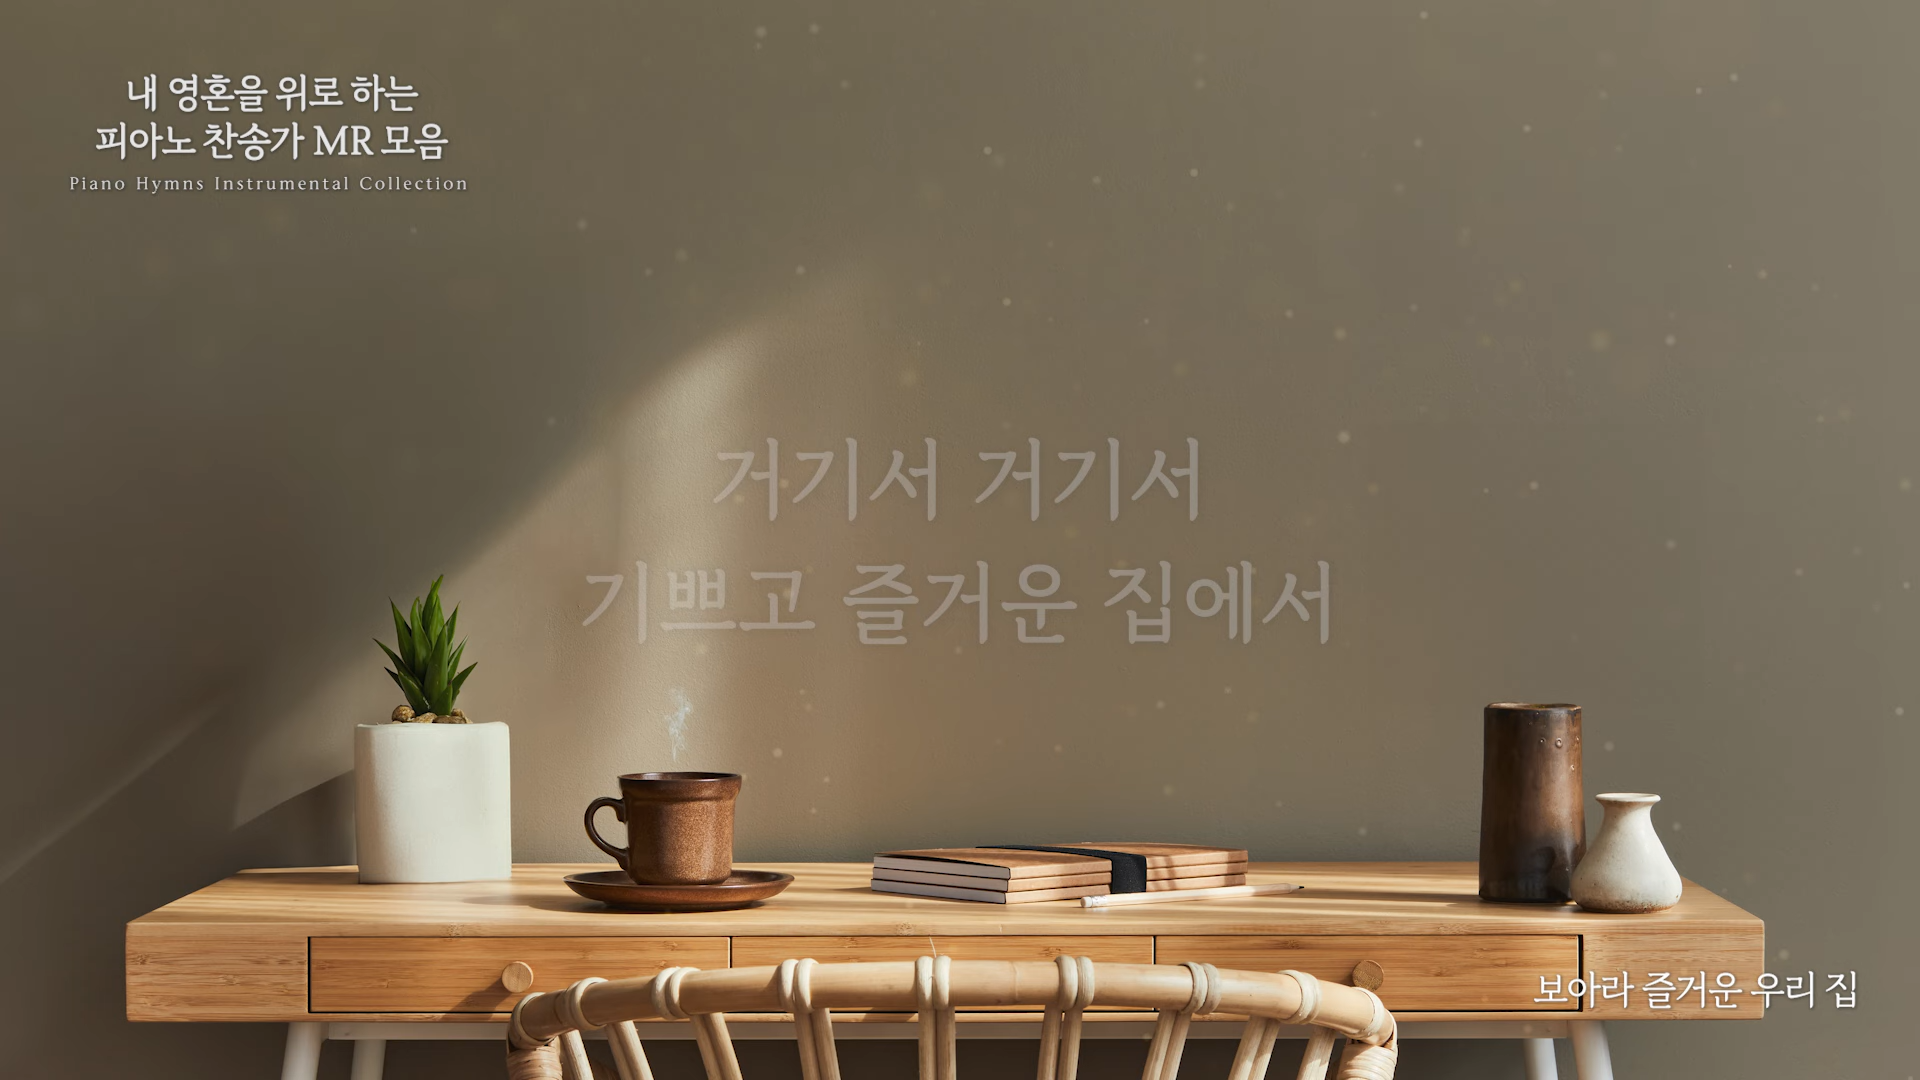 내 영혼을 위로 하는
피아노 찬송가 MR 모음
Piano Hymns Instrumental Collection
거기서 거기서
기쁘고 즐거운 집에서
보아라 즐거운 우리 집